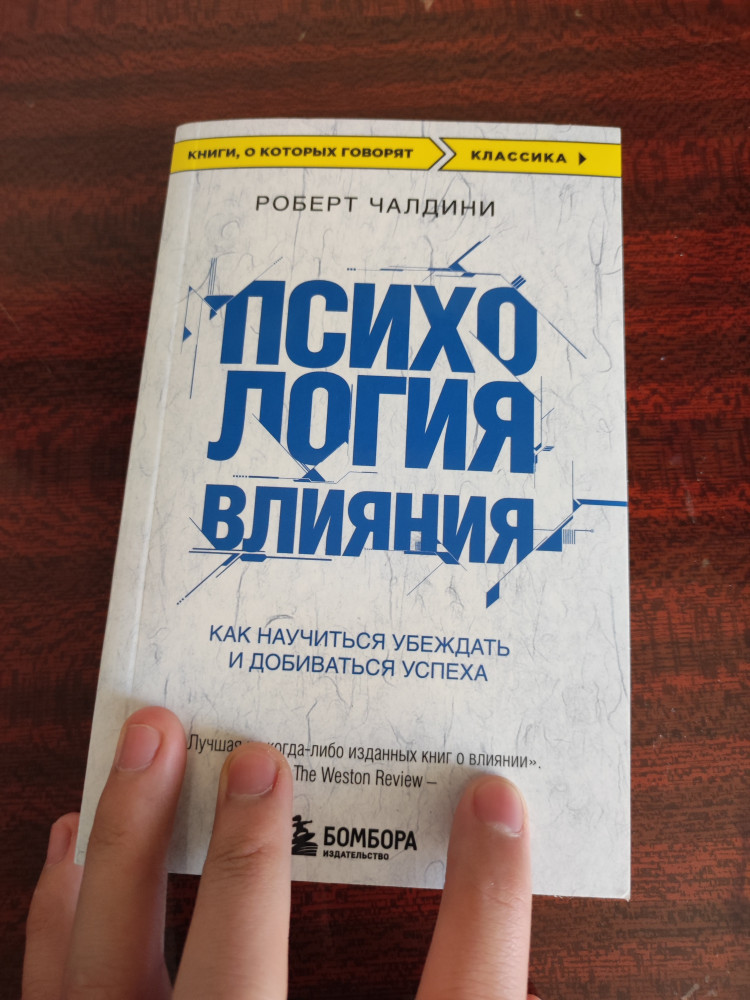 КНИГИ, О КОТОРЫХ ГОВОРЯТ КЛАССИКА
РОБЕРТ ЧАЛДИНИ
ПСИХО
ЛОГИЯ
ВЛИЯНИЯ
КАК НАУЧИТЬСЯ УБЕЖДАТЬ
И ДОБИВАТЬСЯ УСПЕХА
Лучшая когда-либо изданных книг о влиянии».
The Weston Review –
БОМБОРА
ИЗДАТЕЛЬСТВО